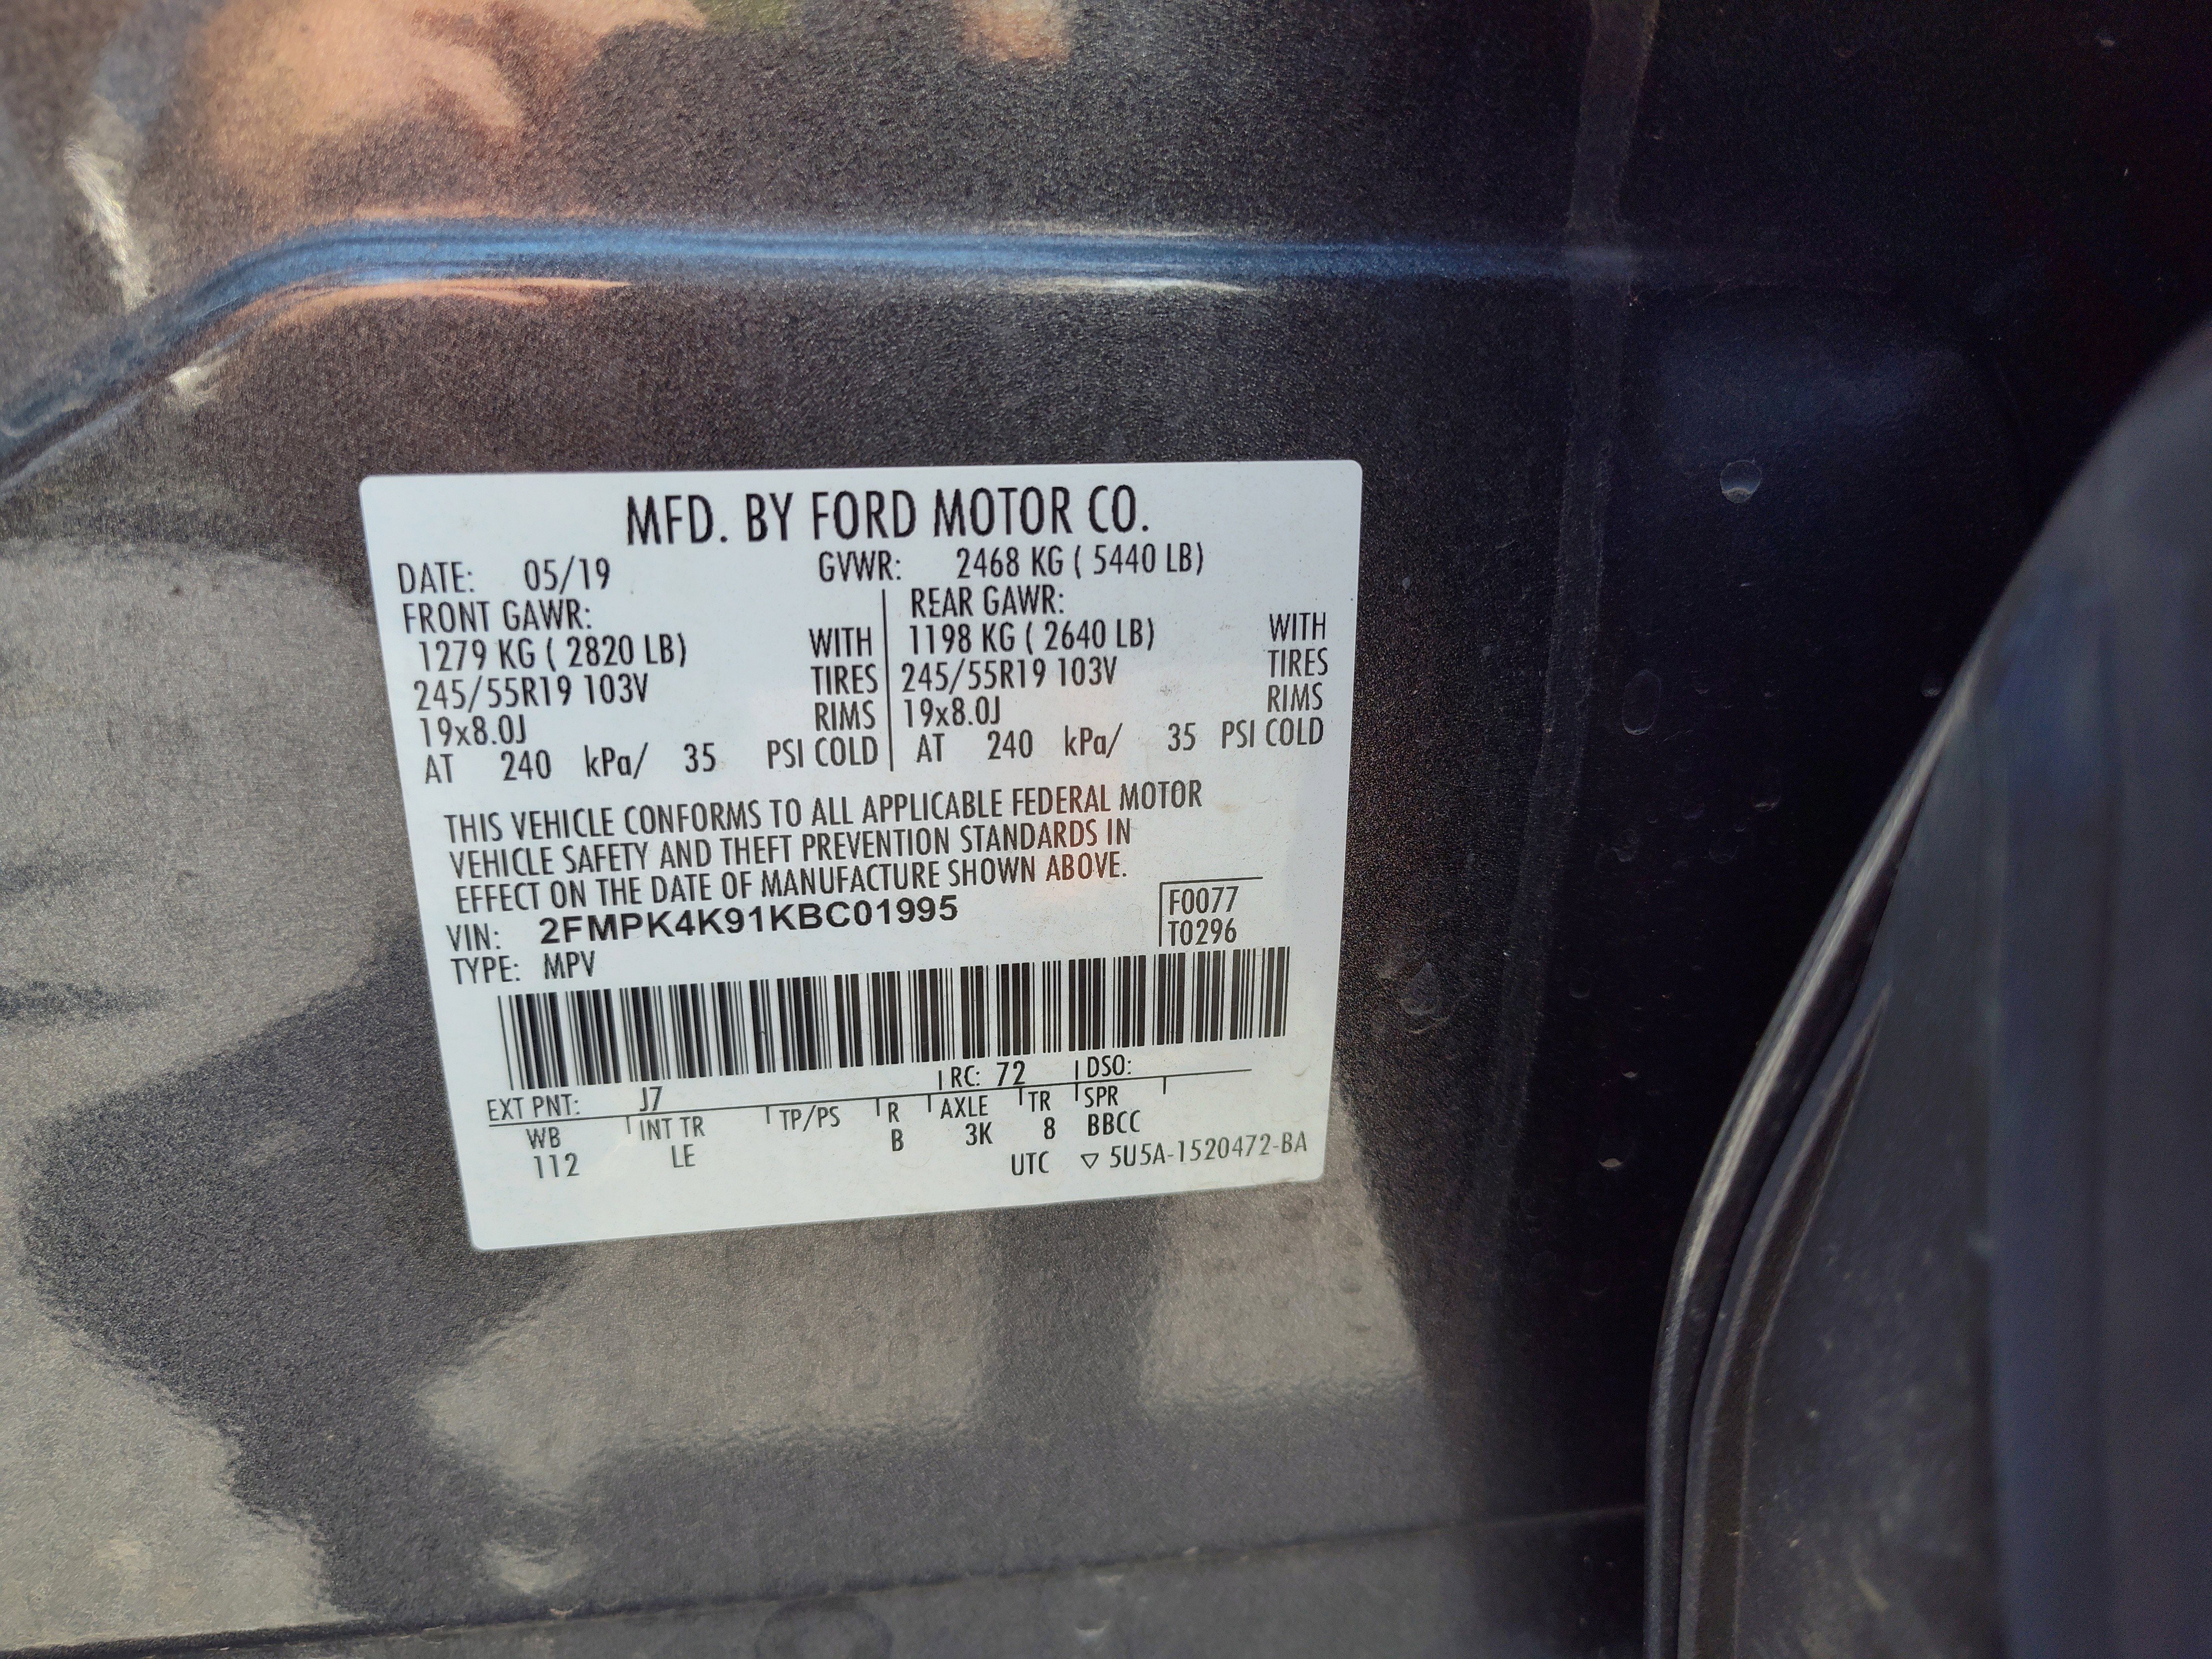 MFD. BY FORD MOTOR CO.
DATE: 05/19 GVWR: 2468 KG ( 5440 LB)
FRONT GAWR: REAR GAWR:
1279 KG ( 2820 LB) WITH 1198 KG ( 2640 LB) WITH
245/55R19 103V TIRES 245/55R19 103V TIRES
19x8.0J RIMS 19x8.0J RIMS
AT 240 kPa/ 35 PSI COLD AT 240 kPa/ 35 PSI COLD
THIS VEHICLE CONFORMS TO ALL APPLICABLE FEDERAL MOTOR
VEHICLE SAFETY AND THEFT PREVENTION STANDARDS IN
EFFECT ON THE DATE OF MANUFACTURE SHOWN ABOVE.
VIN: 2FMPK4K91KBC01995 F0077
TYPE: MPV T0296
EXT PNT: J7 RC: 72 DSO:
WB INT TR TP/PS R AXLE TR SPR
112 LE B 3K 8 BBCC
UTC ▽ 5U5A-1520472-BA